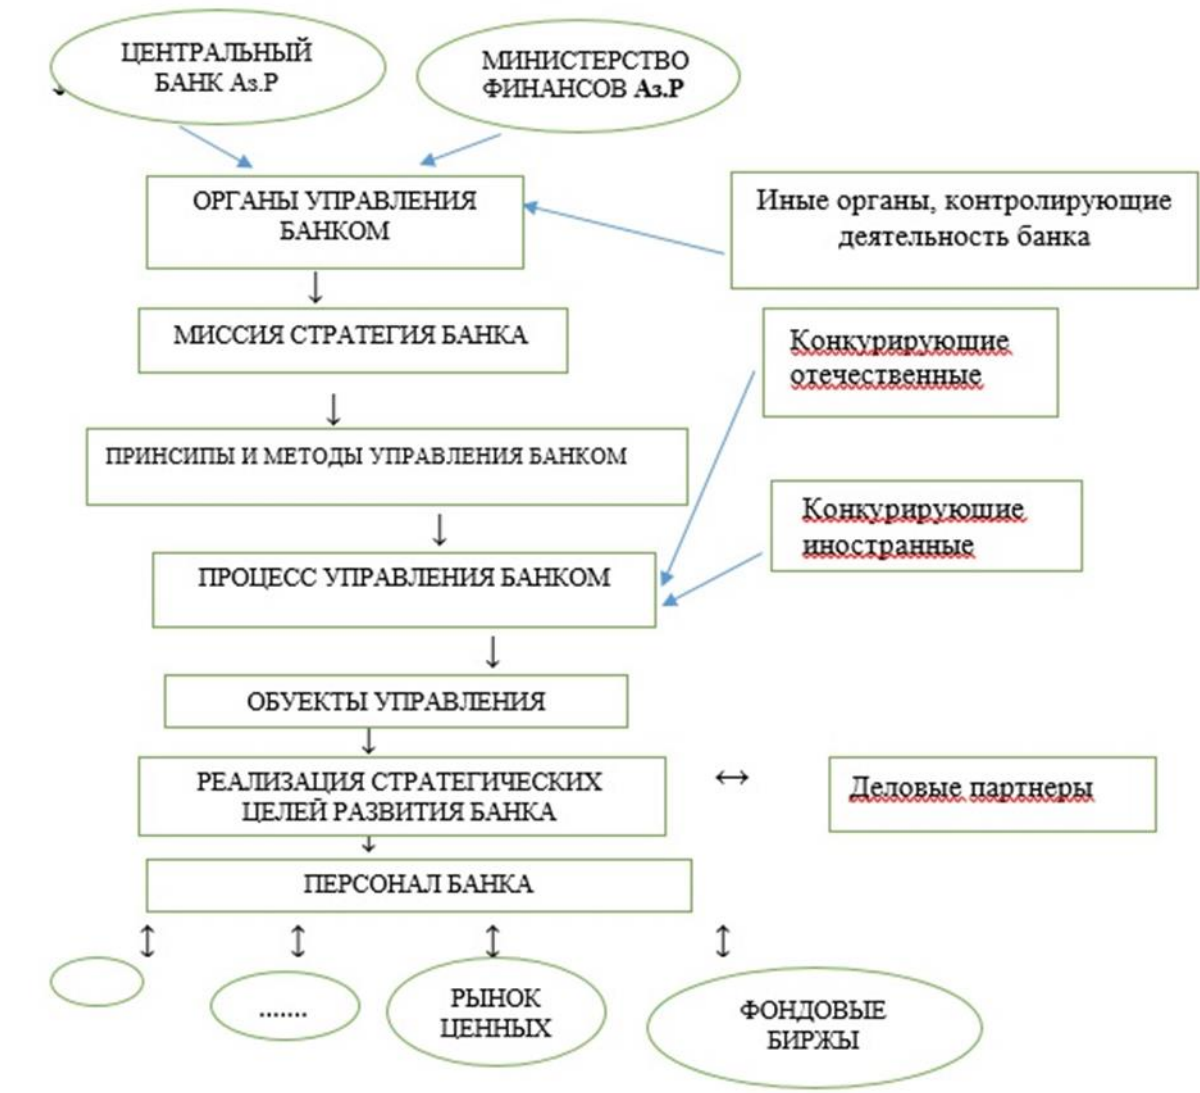 ЦЕНТРАЛЬНЫЙ
БАНК Аз.Р
МИНИСТЕРСТВО
ФИНАНСОВ Аз.Р
ОРГАНЫ УПРАВЛЕНИЯ
БАНКОМ
Иные органы, контролирующие
деятельность банка
МИССИЯ СТРАТЕГИЯ БАНКА
Конкурирующие
отечественные
ПРИНСИПЫ И МЕТОДЫ УПРАВЛЕНИЯ БАНКОМ
Конкурирующие
иностранные
ПРОЦЕСС УПРАВЛЕНИЯ БАНКОМ
ОБУЕКТЫ УПРАВЛЕНИЯ
РЕАЛИЗАЦИЯ СТРАТЕГИЧЕСКИХ
ЦЕЛЕЙ РАЗВИТИЯ БАНКА
Деловые партнеры
ПЕРСОНАЛ БАНКА
.......
РЫНОК
ЦЕННЫХ
ФОНДОВЫЕ
БИРЖЫ